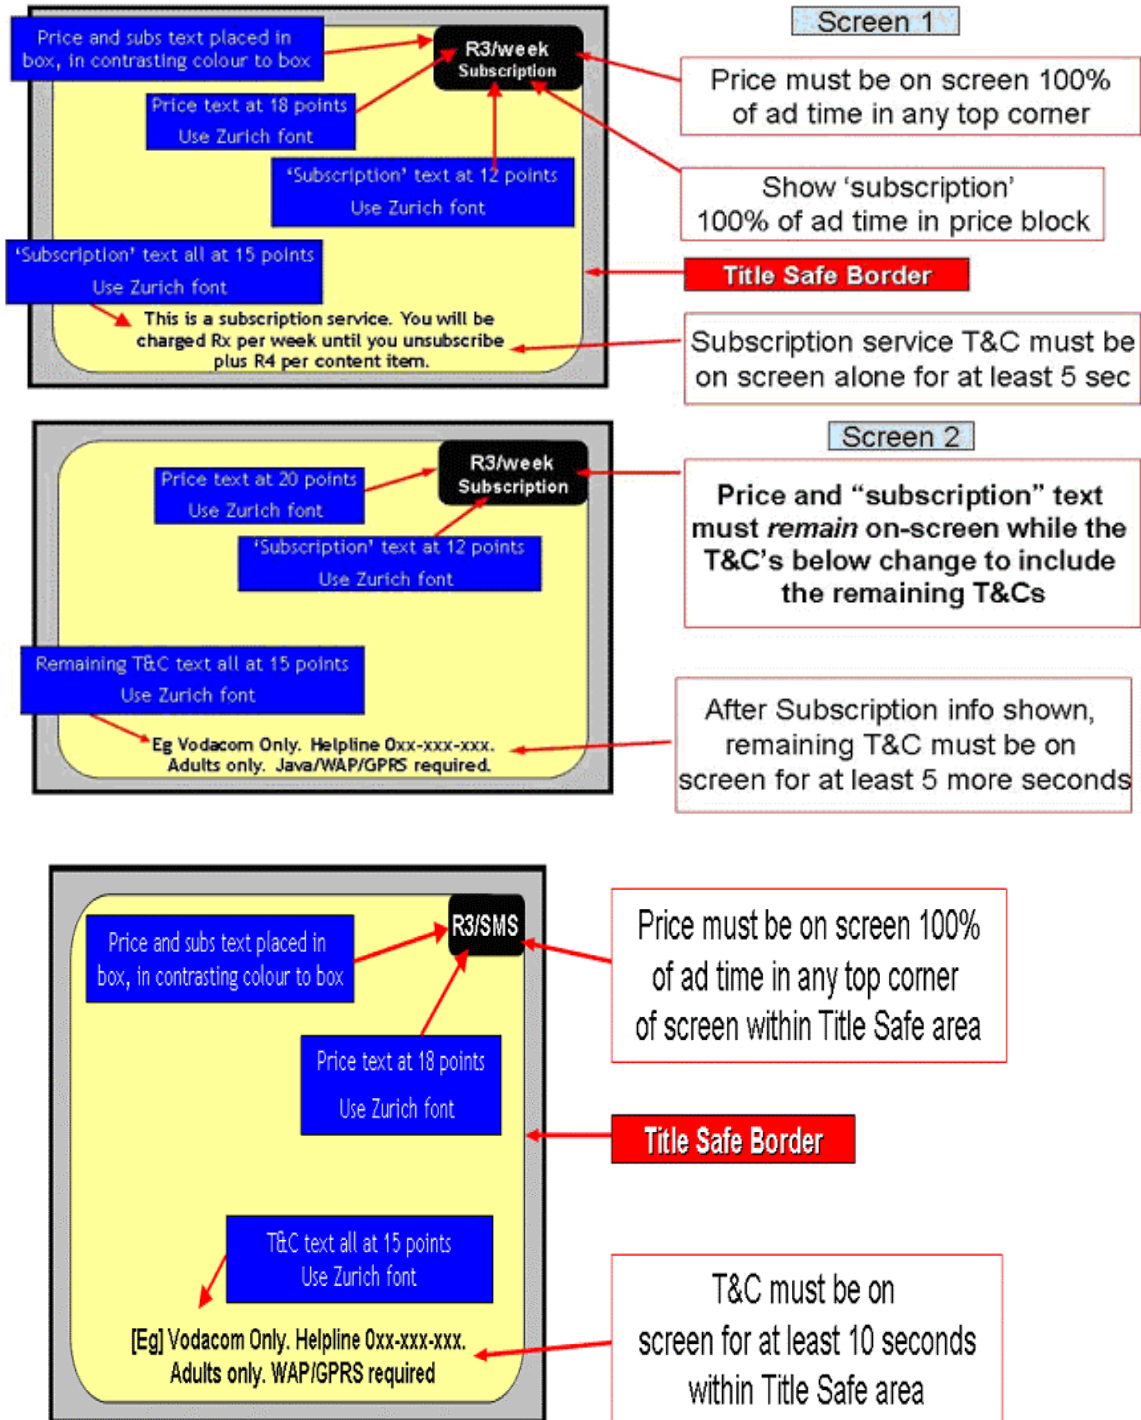 Screen 1
Price and subs text placed in
box, in contrasting colour to box
R3/week
Subscription
Price must be on screen 100%
of ad time in any top corner
Price text at 18 points
Use Zurich font
‘Subscription’ text at 12 points
Use Zurich font
Show ‘subscription’
100% of ad time in price block
‘Subscription’ text all at 15 points
Use Zurich font
Title Safe Border
This is a subscription service. You will be
charged Rx per week until you unsubscribe
plus R4 per content item.
Subscription service T&C must be
on screen alone for at least 5 sec
Screen 2
R3/week
Subscription
Price text at 20 points
Use Zurich font
‘Subscription’ text at 12 points
Use Zurich font
Price and “subscription” text
must remain on-screen while the
T&C’s below change to include
the remaining T&Cs
Remaining T&C text all at 15 points
Use Zurich font
Eg Vodacom Only. Helpline 0xx-xxx-xxx.
Adults only. Java/WAP/GPRS required.
After Subscription info shown,
remaining T&C must be on
screen for at least 5 more seconds
Price and subs text placed in
box, in contrasting colour to box
R3/SMS
Price must be on screen 100%
of ad time in any top corner
of screen within Title Safe area
Price text at 18 points
Use Zurich font
Title Safe Border
T&C text all at 15 points
Use Zurich font
[Eg] Vodacom Only. Helpline 0xx-xxx-xxx.
Adults only. WAP/GPRS required
T&C must be on
screen for at least 10 seconds
within Title Safe area